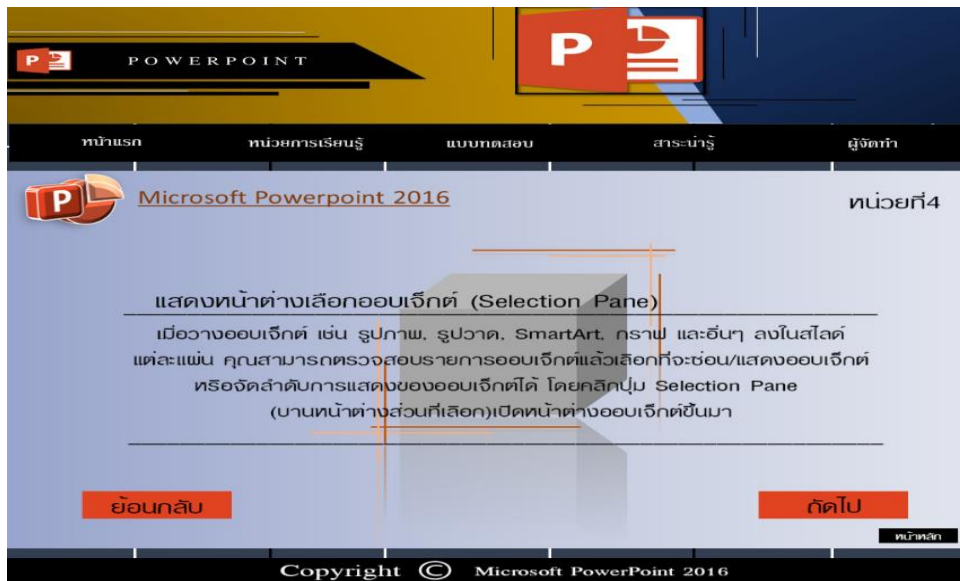 POWERPOINT
หน้าแรก หน่วยการเรียนรู้ แบบทดสอบ สาระน่ารู้ ผู้จัดทำ
Microsoft Powerpoint 2016
หน่วยที่4
แสดงหน้าต่างเลือกออบเจ็กต์ (Selection Pane)
เมื่อวางออบเจ็กต์ เช่น รูปภาพ, รูปวาด, SmartArt, กราฟ และอื่นๆ ลงในสไลด์
แต่ละแผ่น คุณสามารถตรวจสอบรายการออบเจ็กต์แล้วเลือกที่จะซ่อน/แสดงออบเจ็กต์
หรือจัดลำดับการแสดงของออบเจ็กต์ได้ โดยคลิกปุ่ม Selection Pane
(บานหน้าต่างส่วนที่เลือก)เปิดหน้าต่างออบเจ็กต์ขึ้นมา
ย้อนกลับ
ถัดไป
หน้าหลัก
Copyright © Microsoft PowerPoint 2016